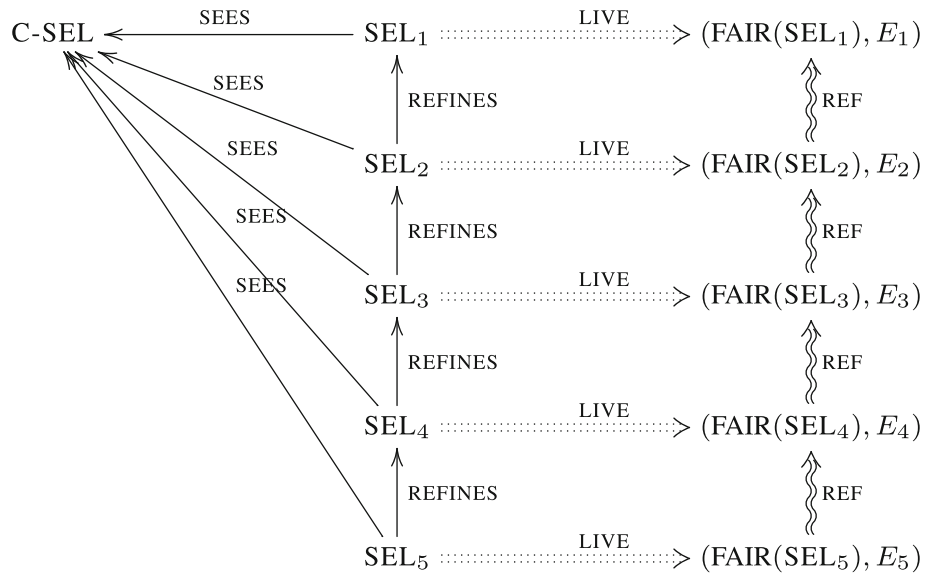 C-SEL SEES SEL₁ LIVE (FAIR(SEL₁), E₁)
SEES REFINES REF
SEL₂ LIVE (FAIR(SEL₂), E₂)
SEES
SEES REFINES REF
SEL₃ LIVE (FAIR(SEL₃), E₃)
SEES
REFINES REF
SEL₄ LIVE (FAIR(SEL₄), E₄)
REFINES REF
SEL₅ LIVE (FAIR(SEL₅), E₅)